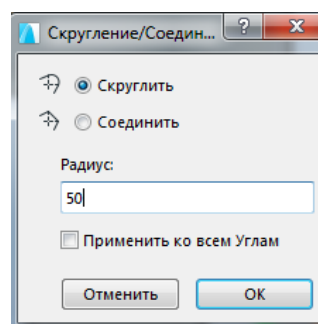 Скругление/Соедин...
Скруглить
Соединить
Радиус:
50
Применить ко всем Углам
Отменить OK